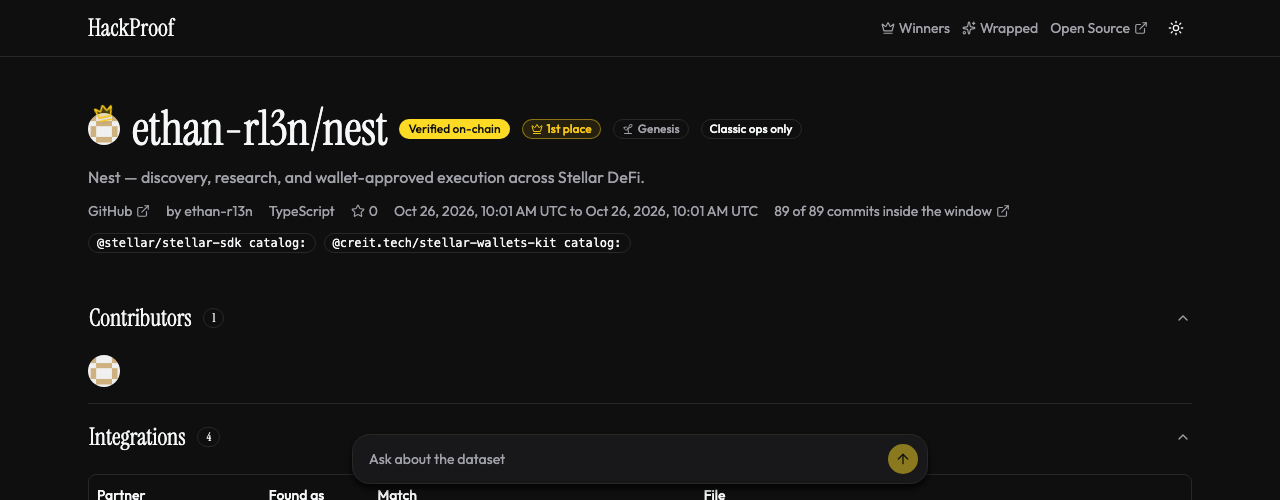 HackProof
Winners Wrapped Open Source
ethan-r13n/nest Verified on-chain 1st place Genesis Classic ops only
Nest — discovery, research, and wallet-approved execution across Stellar DeFi.
GitHub by ethan-r13n TypeScript 0 Oct 26, 2026, 10:01 AM UTC to Oct 26, 2026, 10:01 AM UTC 89 of 89 commits inside the window
@stellar/stellar-sdk catalog: @creit.tech/stellar-wallets-kit catalog:
Contributors 1
Integrations 4
Ask about the dataset
Partner Found as Match File